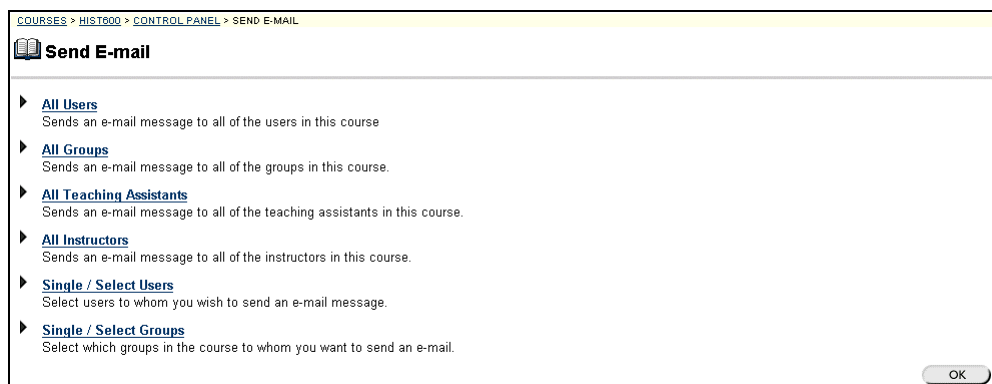 COURSES > HIST600 > CONTROL PANEL > SEND E-MAIL
Send E-mail
All Users
Sends an e-mail message to all of the users in this course
All Groups
Sends an e-mail message to all of the groups in this course.
All Teaching Assistants
Sends an e-mail message to all of the teaching assistants in this course.
All Instructors
Sends an e-mail message to all of the instructors in this course.
Single / Select Users
Select users to whom you wish to send an e-mail message.
Single / Select Groups
Select which groups in the course to whom you want to send an e-mail.
OK